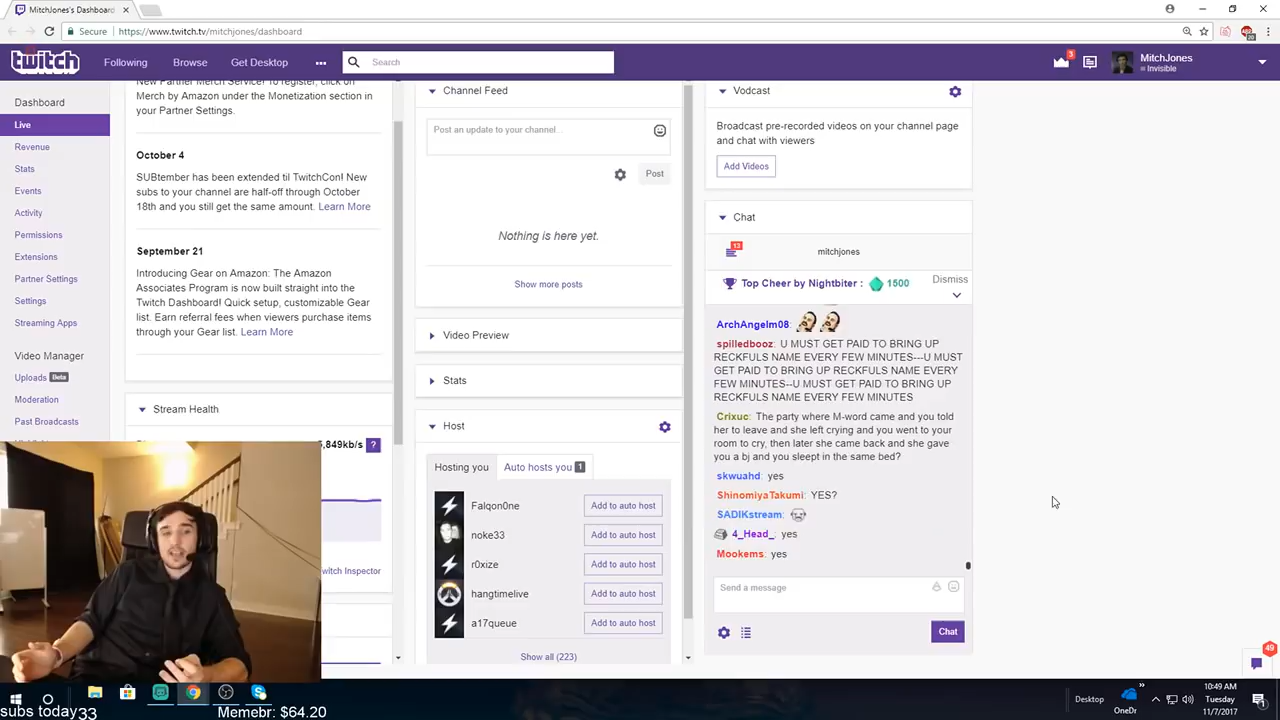 MitchJones's Dashboard
Secure
https://www.twitch.tv/mitchjones/dashboard
twitch
Following
Browse
Get Desktop
Search
5
MitchJones
Invisible
Dashboard
Live
Revenue
Stats
Events
Activity
Permissions
Extensions
Partner Settings
Settings
Streaming Apps
Video Manager
Uploads Beta
Moderation
Past Broadcasts
New Partner Merch Servicer to register, click on
Merch by Amazon under the Monetization section in
your Partner Settings.
October 4
SUBtember has been extended til TwitchCon! New
subs to your channel are half-off through October
18th and you still get the same amount. Learn More
September 21
Introducing Gear on Amazon: The Amazon
Associates Program is now built straight into the
Twitch Dashboard! Quick setup, customizable Gear
list. Earn referral fees when viewers purchase items
through your Gear list. Learn More
Stream Health
5,849kb/s ?
witch Inspector
Channel Feed
Post an update to your channel...
Post
Nothing is here yet.
Show more posts
Video Preview
Stats
Host
Hosting you
Auto hosts you 1
Falqon0ne
Add to auto host
noke33
Add to auto host
r0xize
Add to auto host
hangtimelive
Add to auto host
a17queue
Add to auto host
Show all (223)
Vodcast
Broadcast pre-recorded videos on your channel page
and chat with viewers
Add Videos
Chat
13
mitchjones
Top Cheer by Nightbiter : 1500
Dismiss
ArchAngelm08:
spilledbooz: U MUST GET PAID TO BRING UP
RECKFULS NAME EVERY FEW MINUTES---U MUST
GET PAID TO BRING UP RECKFULS NAME EVERY
FEW MINUTES--U MUST GET PAID TO BRING UP
RECKFULS NAME EVERY FEW MINUTES
Crixuc: The party where M-word came and you told
her to leave and she left crying and you went to your
room to cry, then later she came back and she gave
you a bj and you sleept in the same bed?
skwuahd: yes
ShinomiyaTakumi: YES?
SADIKstream:
4_Head_: yes
Mookems: yes
Send a message
Chat
49
subs today33
Memebr: $64.20
Desktop
OneDr
10:49 AM
Tuesday
11/7/2017